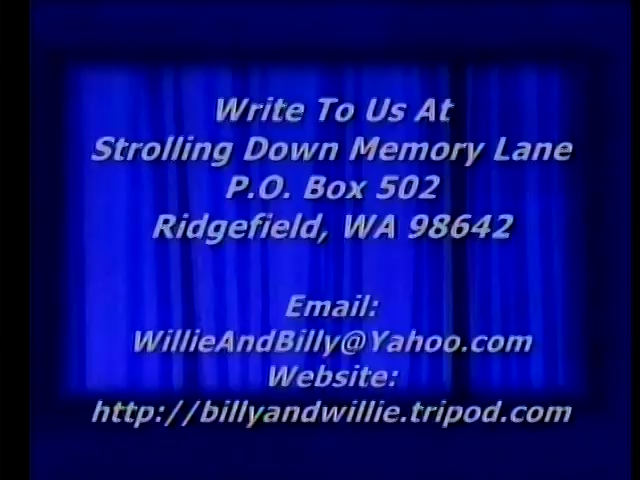 Write To Us At
Strolling Down Memory Lane
P.O. Box 502
Ridgefield, WA 98642
Email:
WillieAndBilly@Yahoo.com
Website:
http://billyandwillie.tripod.com